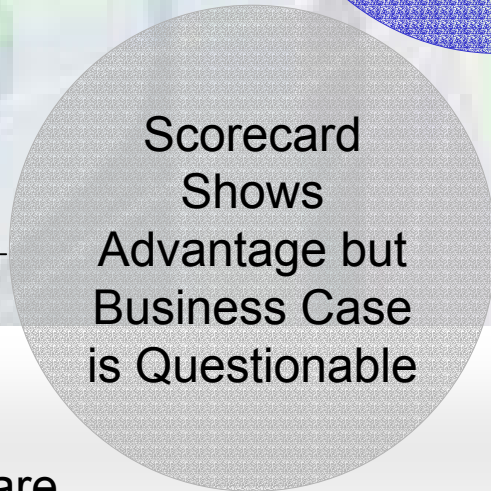 Scorecard
Shows
Advantage but
Business Case
is Questionable